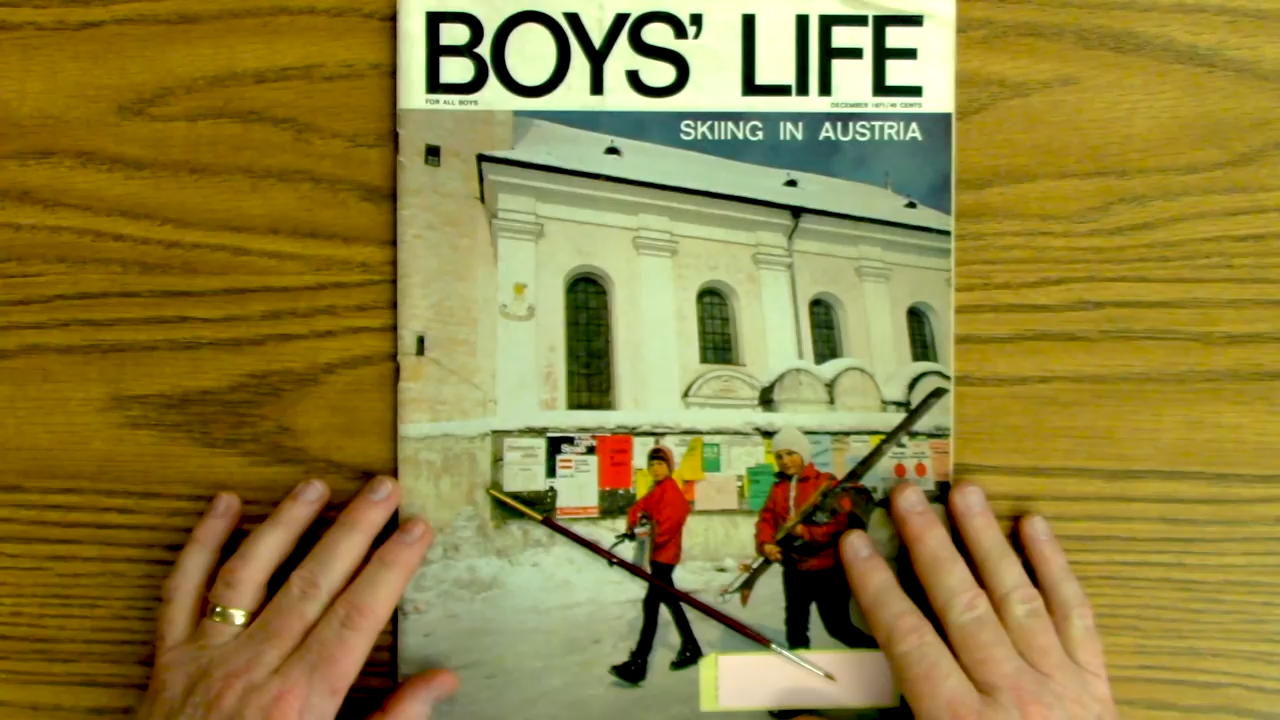 BOYS' LIFE
FOR ALL BOYS
DECEMBER 1971/40 CENTS
SKIING IN AUSTRIA